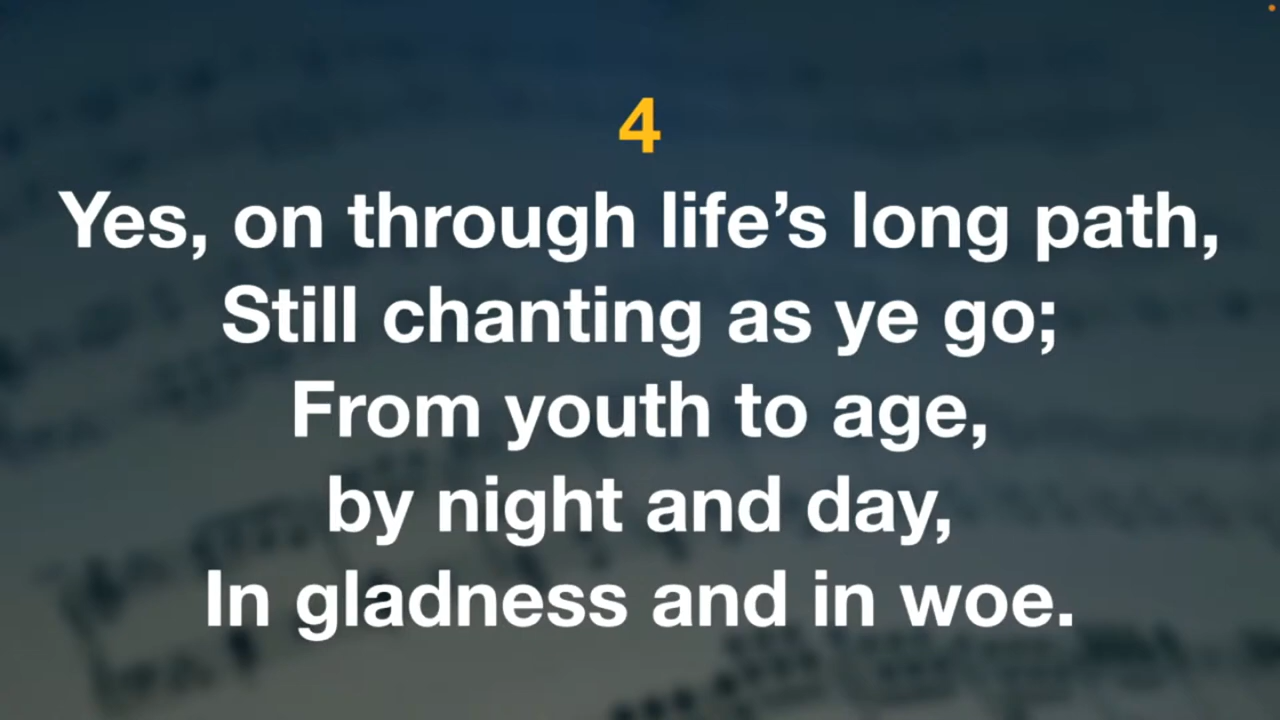 4
Yes, on through life’s long path,
Still chanting as ye go;
From youth to age,
by night and day,
In gladness and in woe.